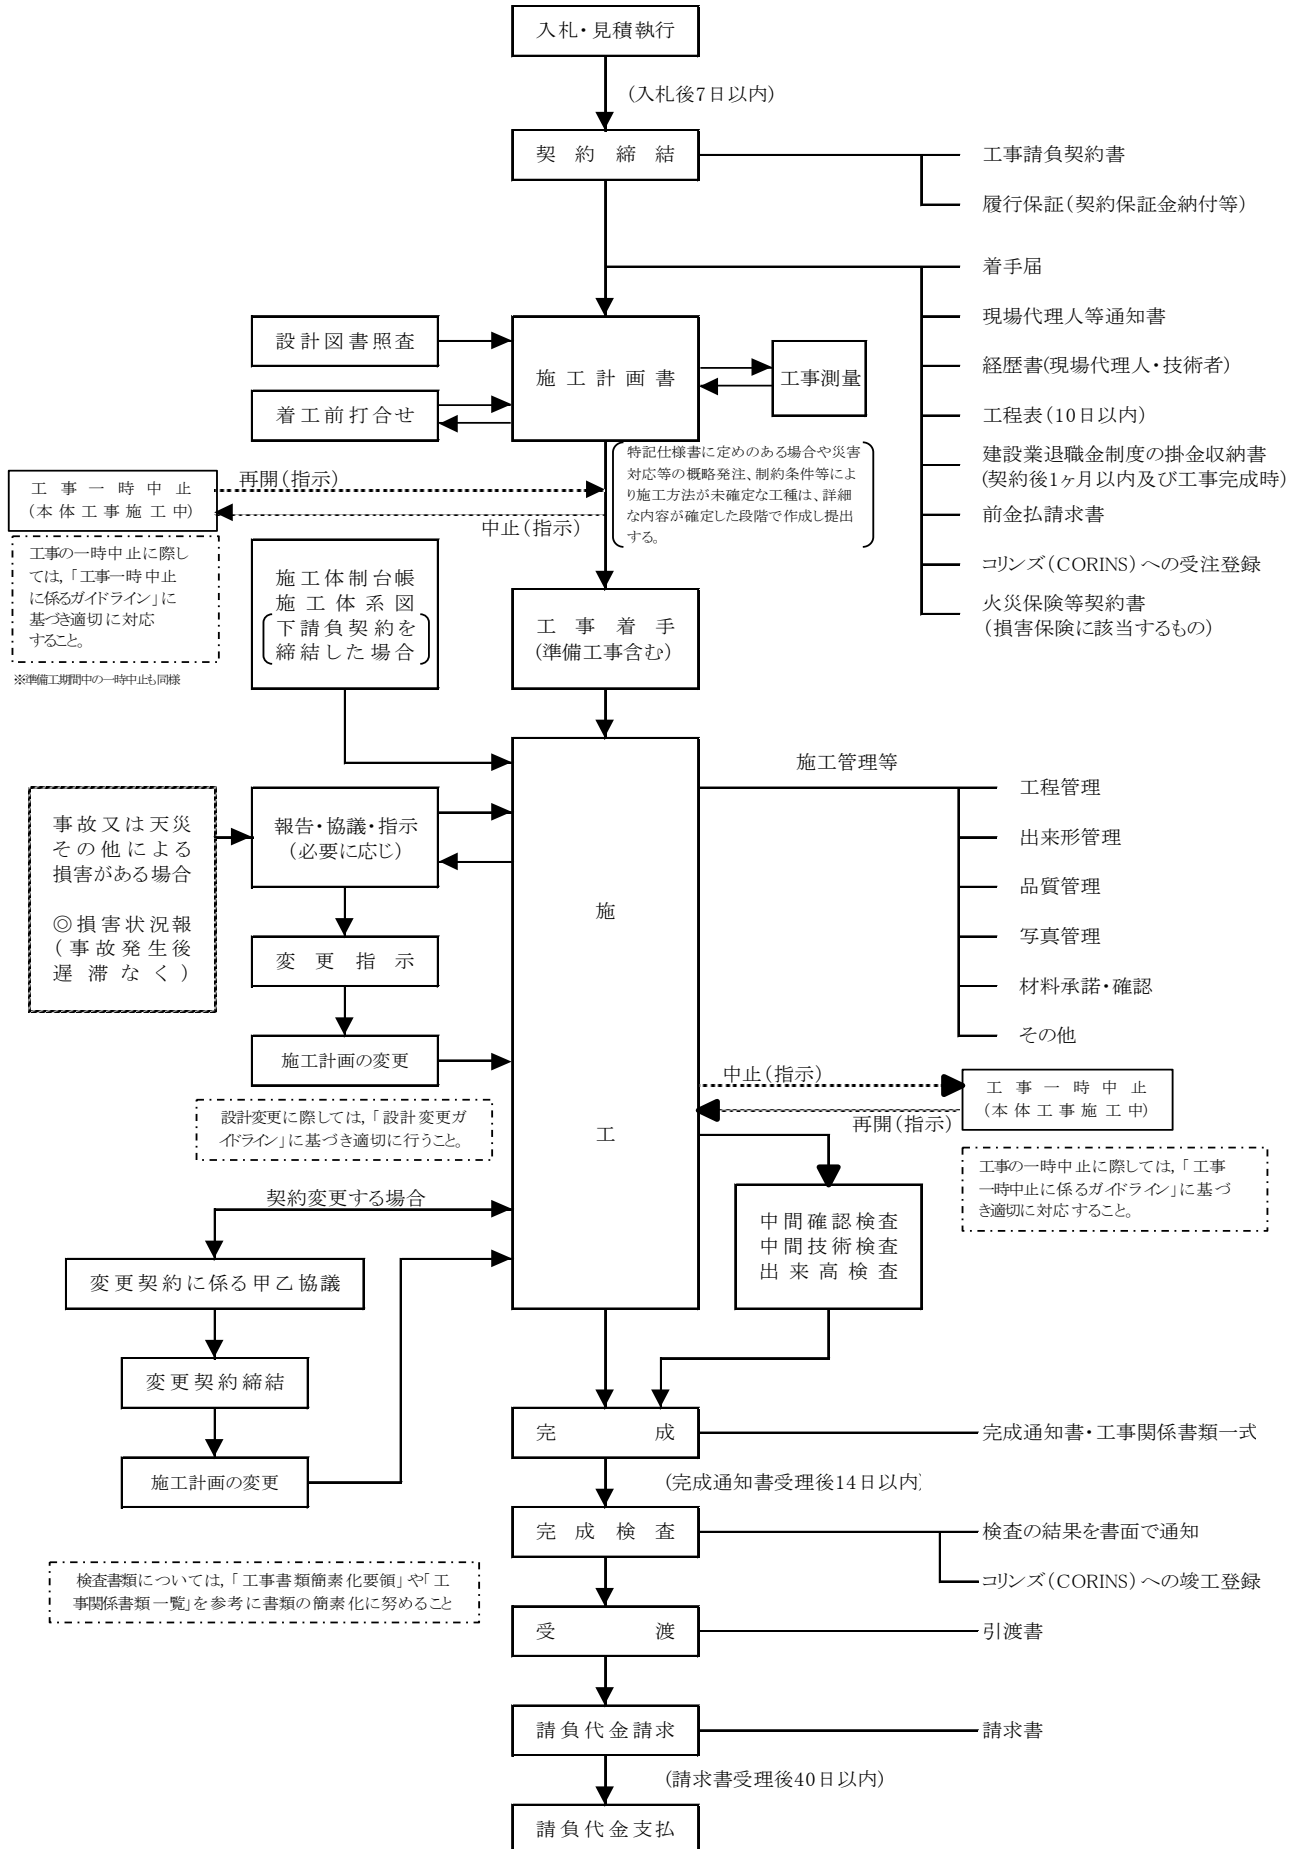 入札・見積執行
(入札後7日以内)
契約締結
工事請負契約書
履行保証(契約保証金納付等)
着手届
現場代理人等通知書
経歴書(現場代理人・技術者)
工程表(10日以内)
建設業退職金制度の掛金収納書
(契約後1ヶ月以内及び工事完成時)
前金払請求書
コリンズ(CORINS)への受注登録
火災保険等契約書
(損害保険に該当するもの)
設計図書照査
着工前打合せ
施工計画書
工事測量
特記仕様書に定めのある場合や災害
対応等の概略発注、制約条件等によ
り施工方法が未確定な工種は、詳細
な内容が確定した段階で作成し提出
する。
再開(指示)
中止(指示)
工事一時中止
(本体工事施工中)
工事の一時中止に際し
ては、「工事一時中止
に係るガイドライン」に
基づき適切に対応
すること。
※準備工期間中の一時中止も同様
施工体制台帳
施工体系図
下請負契約を
締結した場合
工事着手
(準備工事含む)
施工管理等
工程管理
出来形管理
品質管理
写真管理
材料承諾・確認
その他
事故又は天災
その他による
損害がある場合
◎損害状況報
(事故発生後
遅滞なく)
報告・協議・指示
(必要に応じ)
変更指示
施工計画の変更
設計変更に際しては、「設計変更ガ
イドライン」に基づき適切に行うこと。
施
工
中止(指示)
再開(指示)
工事一時中止
(本体工事施工中)
工事の一時中止に際しては、「工事
一時中止に係るガイドライン」に基づ
き適切に対応すること。
契約変更する場合
変更契約に係る甲乙協議
変更契約締結
施工計画の変更
中間確認検査
中間技術検査
出来高検査
完成
完成通知書・工事関係書類一式
(完成通知書受理後14日以内)
完成検査
検査の結果を書面で通知
コリンズ(CORINS)への竣工登録
検査書類については、「工事書類簡素化要領」や「工
事関係書類一覧」を参考に書類の簡素化に努めること
受渡
引渡書
請負代金請求
請求書
(請求書受理後40日以内)
請負代金支払